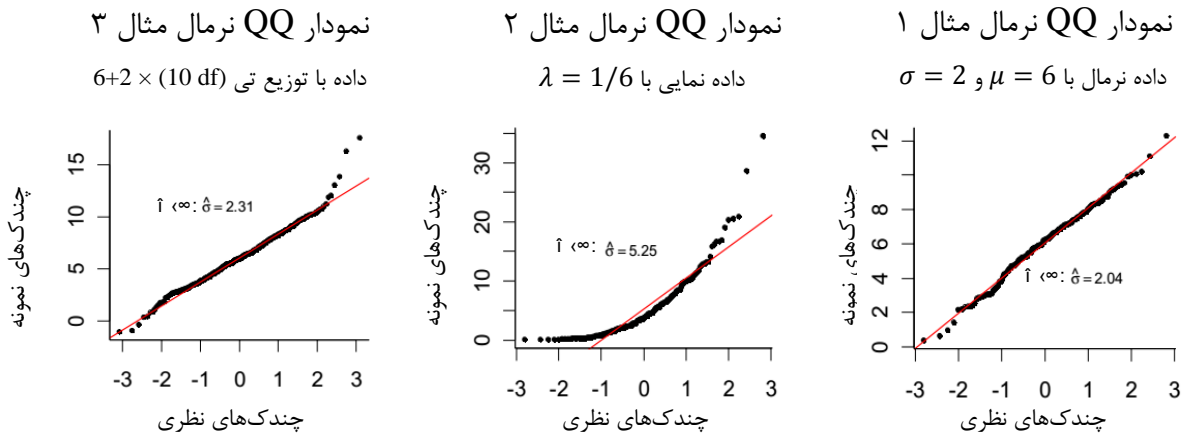 نمودار QQ نرمال مثال ۱
داده نرمال با μ = 6 و σ = 2
چندک‌های نمونه
12
10
8
6
4
2
0
σ̂ = 2.04
-3 -2 -1 0 1 2 3
چندک‌های نظری
نمودار QQ نرمال مثال ۲
داده نمایی با λ = 1/6
چندک‌های نمونه
30
20
10
0
σ̂ = 5.25
-3 -2 -1 0 1 2 3
چندک‌های نظری
نمودار QQ نرمال مثال ۳
داده با توزیع تی 6+2 × (10 df)
چندک‌های نمونه
15
10
5
0
σ̂ = 2.31
-3 -2 -1 0 1 2 3
چندک‌های نظری